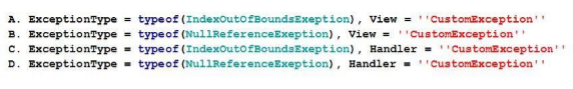 A. ExceptionType = typeof(IndexOutOfBoundsExeption), View = ''CustomException''
B. ExceptionType = typeof(NullReferenceExeption), View = ''CustomException''
C. ExceptionType = typeof(IndexOutOfBoundsExeption), Handler = ''CustomException''
D. ExceptionType = typeof(NullReferenceExeption), Handler = ''CustomException''